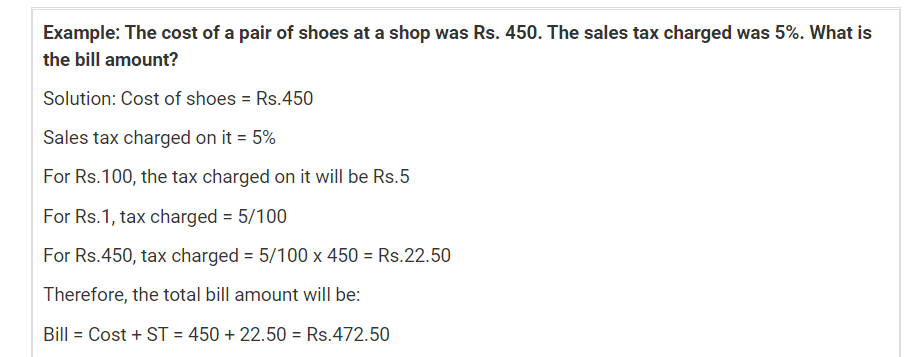 Example: The cost of a pair of shoes at a shop was Rs. 450. The sales tax charged was 5%. What is
the bill amount?
Solution: Cost of shoes = Rs.450
Sales tax charged on it = 5%
For Rs.100, the tax charged on it will be Rs.5
For Rs.1, tax charged = 5/100
For Rs.450, tax charged = 5/100 x 450 = Rs.22.50
Therefore, the total bill amount will be:
Bill = Cost + ST = 450 + 22.50 = Rs.472.50